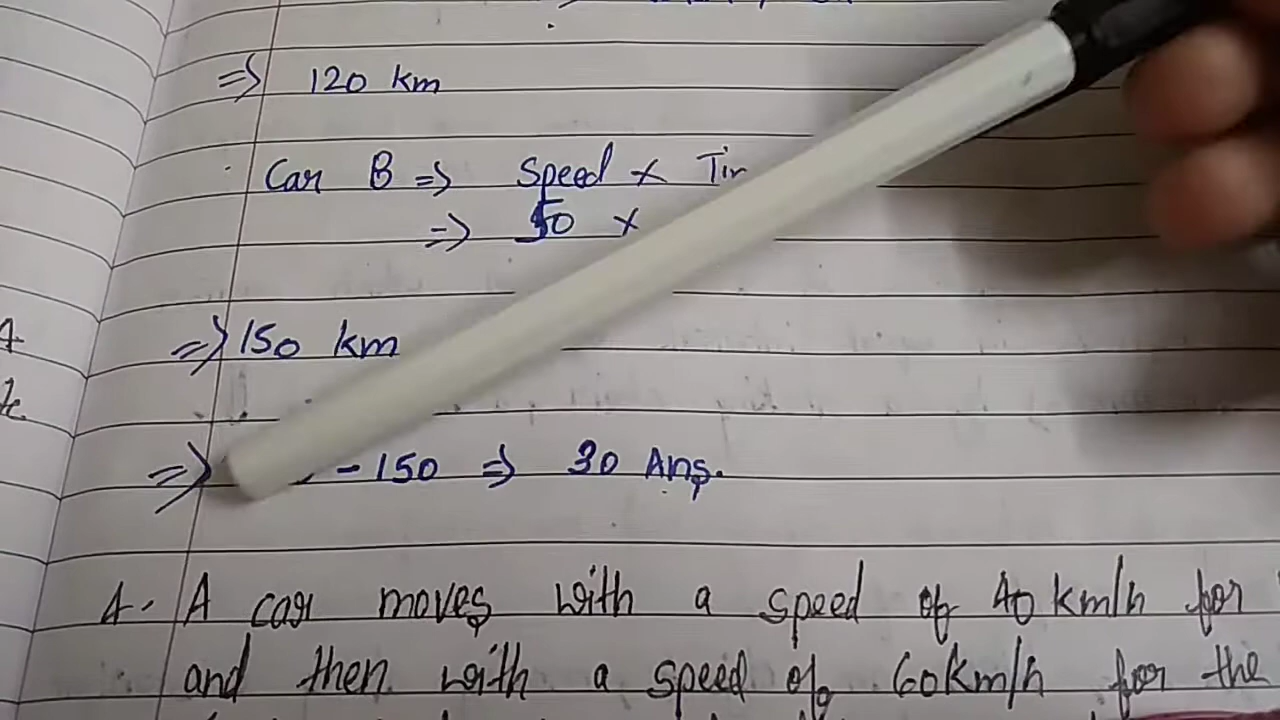 => 120 km
Car B => Speed x
=> 50 x
=> 150 km
=> - 150 => 30 Ans.
4. A car moves with a speed of 40 km/h for
and then with a speed of 60km/h for the